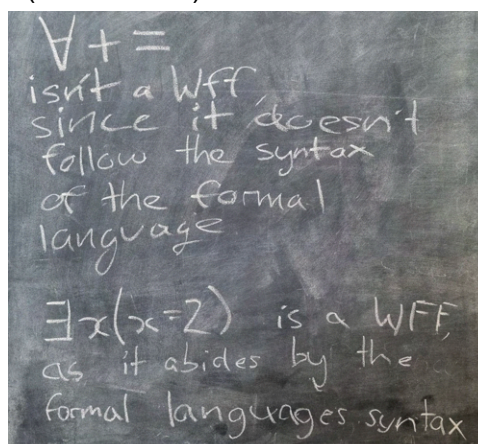 ∀ + =
isn't a Wff
since it doesn't
follow the syntax
of the formal
language
∃x(x=2) is a WFF,
as it abides by the
formal languages syntax